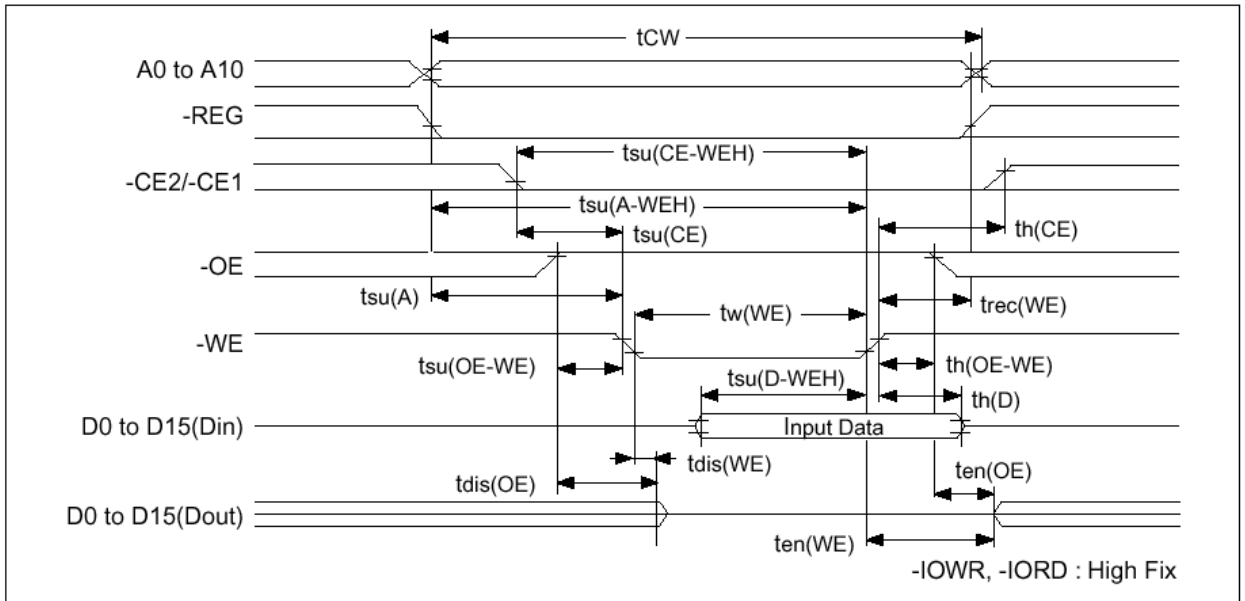 tCW
A0 to A10
-REG
tsu(CE-WEH)
-CE2/-CE1
tsu(A-WEH)
tsu(CE)
th(CE)
-OE
tsu(A)
trec(WE)
tw(WE)
-WE
tsu(OE-WE)
th(OE-WE)
tsu(D-WEH)
th(D)
D0 to D15(Din)
Input Data
tdis(WE)
tdis(OE)
ten(OE)
D0 to D15(Dout)
ten(WE)
-IOWR, -IORD : High Fix